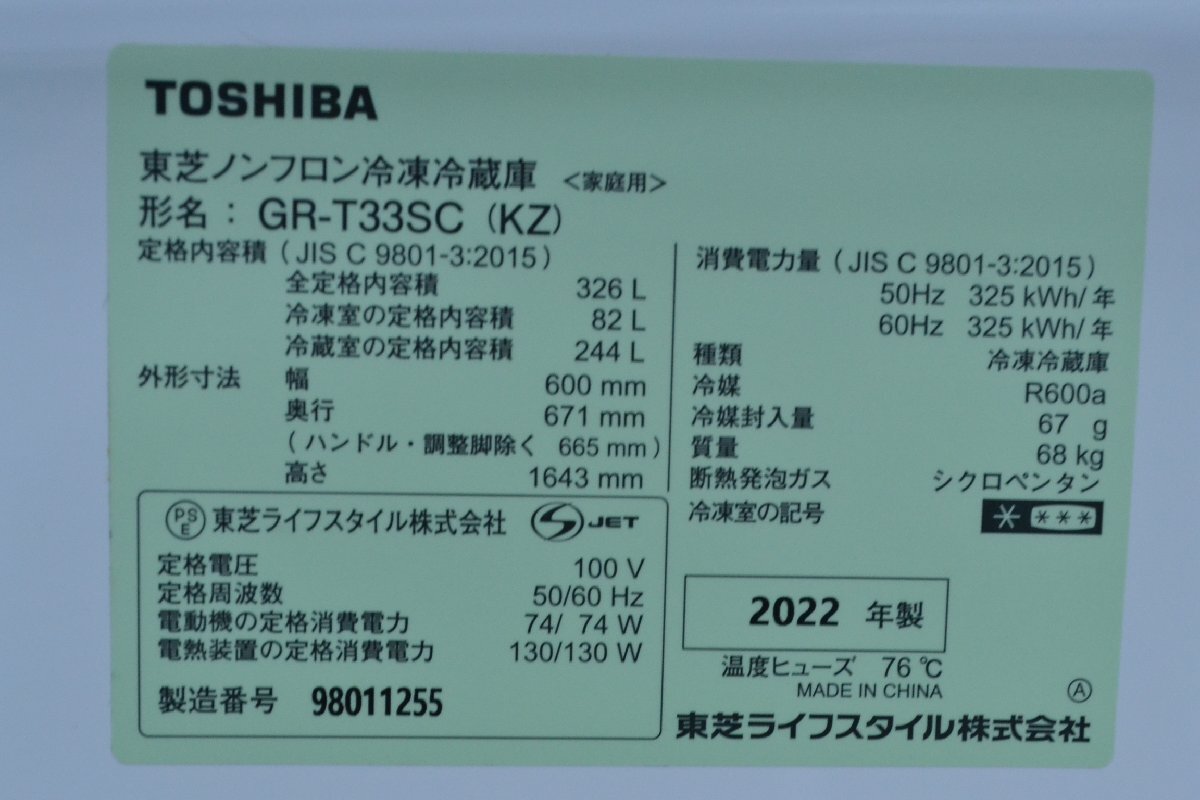 TOSHIBA
東芝ノンフロン冷凍冷蔵庫 <家庭用>
形名: GR-T33SC (KZ)
定格内容積 (JIS C 9801-3:2015)
全定格内容積 326 L
冷凍室の定格内容積 82 L
冷蔵室の定格内容積 244 L
外形寸法 幅 600 mm
奥行 671 mm
(ハンドル・調整脚除く 665 mm)
高さ 1643 mm
消費電力量 (JIS C 9801-3:2015)
50Hz 325 kWh/年
60Hz 325 kWh/年
種類 冷凍冷蔵庫
冷媒 R600a
冷媒封入量 67 g
質量 68 kg
断熱発泡ガス シクロペンタン
冷凍室の記号 * ***
PSE 東芝ライフスタイル株式会社 S JET
定格電圧 100 V
定格周波数 50/60 Hz
電動機の定格消費電力 74/ 74 W
電熱装置の定格消費電力 130/130 W
製造番号 98011255
2022 年製
温度ヒューズ 76 ℃
MADE IN CHINA
Ⓐ
東芝ライフスタイル株式会社